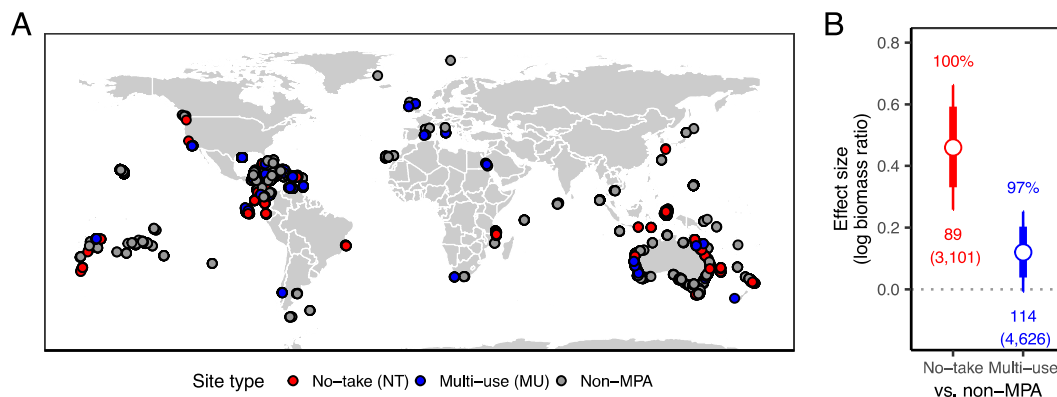 A
Site type No−take (NT) Multi−use (MU) Non−MPA
B
Effect size
(log biomass ratio)
0.8
0.6
0.4
0.2
0.0
100%
89
(3,101)
97%
114
(4,626)
No−take Multi−use
vs. non−MPA